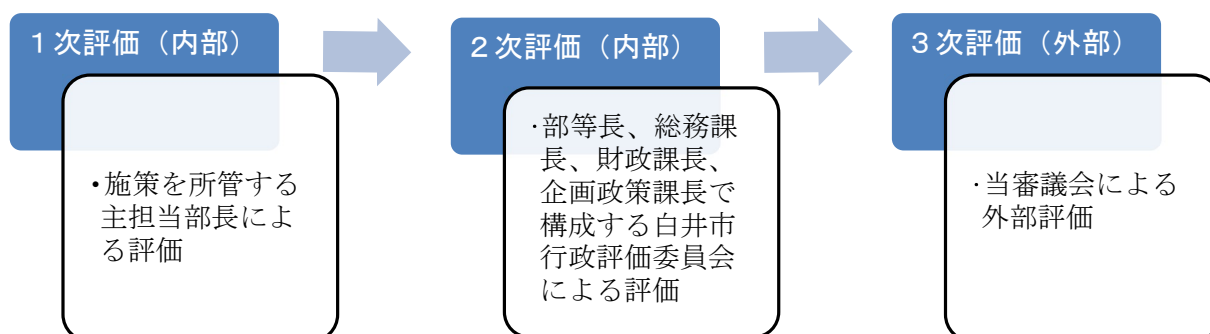 １次評価（内部）
・施策を所管する
主担当部長によ
る評価
２次評価（内部）
・部等長、総務課
長、財政課長、
企画政策課長で
構成する白井市
行政評価委員会
による評価
３次評価（外部）
・当審議会による
外部評価